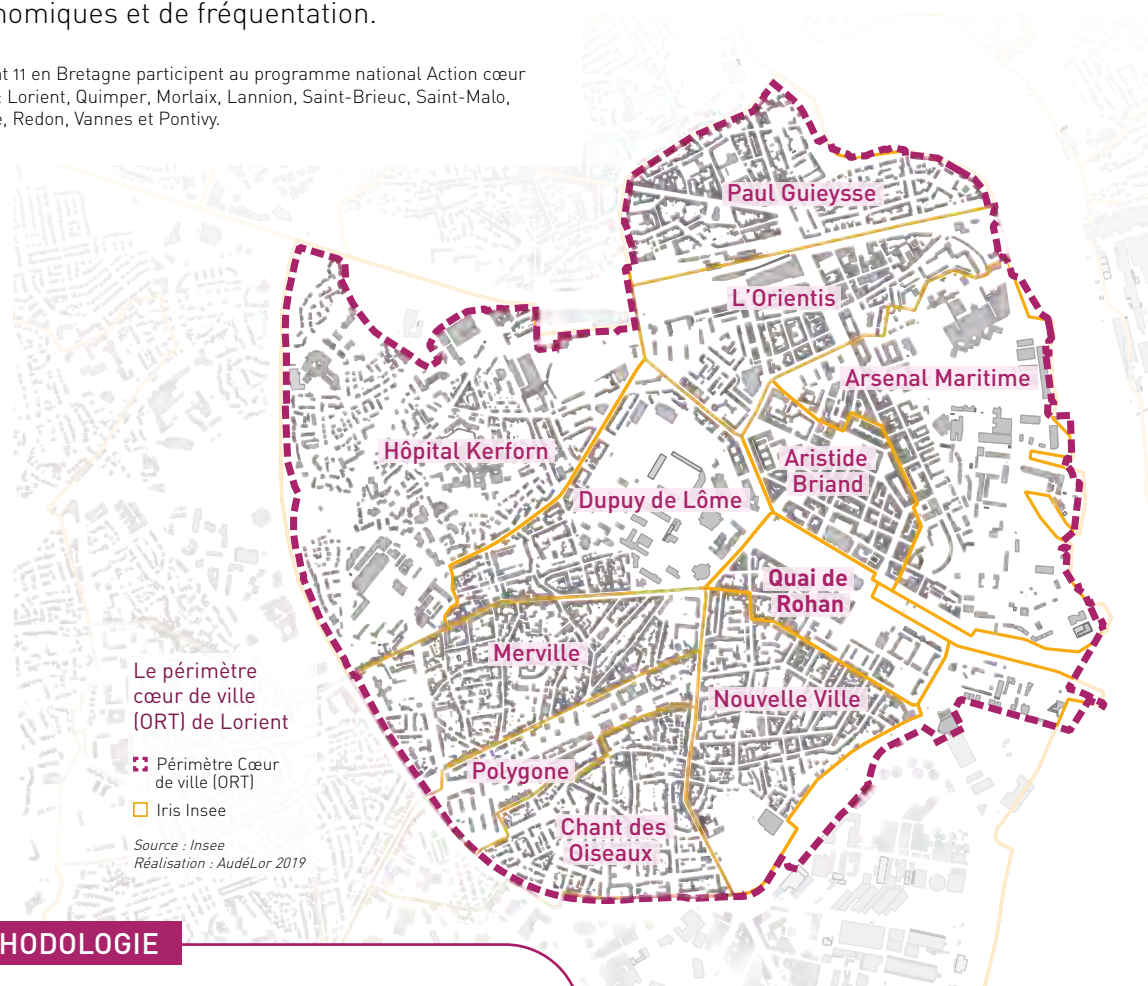 nomiques et de fréquentation.
nt 11 en Bretagne participent au programme national Action cœur
: Lorient, Quimper, Morlaix, Lannion, Saint-Brieuc, Saint-Malo,
, Redon, Vannes et Pontivy.
Paul Guieysse
L'Orientis
Arsenal Maritime
Hôpital Kerforn
Aristide
Briand
Dupuy de Lôme
Quai de
Rohan
Merville
Nouvelle Ville
Polygone
Chant des
Oiseaux
Le périmètre
cœur de ville
(ORT) de Lorient
Périmètre Cœur
de ville (ORT)
Iris Insee
Source : Insee
Réalisation : AudéLor 2019
HODOLOGIE